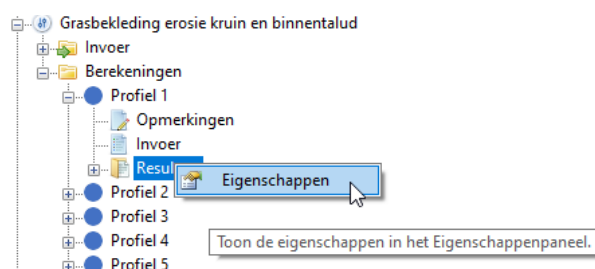 Grasbekleding erosie kruin en binnentalud
Invoer
Berekeningen
Profiel 1
Opmerkingen
Invoer
Eigenschappen
Profiel 2
Profiel 3
Profiel 4
Toon de eigenschappen in het Eigenschappenpaneel.
Profiel 5